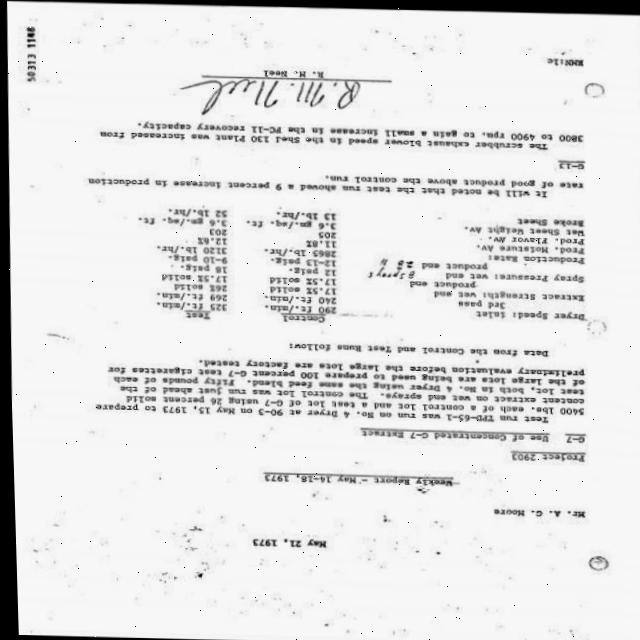 May 21, 1973
Mr. A. G. Moore
Weekly Report - May 14-18, 1973
Project 2903
G-7 Use of Concentrated G-7 Extract
Test run TPD-65-1 was run on No. 4 Dryer at 90-3 on May 15, 1973 to prepare
5400 lbs. each of a control lot and a test lot of G-7 using 26 percent solid
content extract on wet end sprays. The control lot was run just ahead of the
test lot, both in No. 4 Dryer using the same feed blend. Fifty pounds of each
of the large lots are being used to prepare 100 percent G-7 test cigarettes for
preliminary evaluation before the large lots are factory tested.
Data from the Control and Test Runs follow:
Control Test
Dryer Speed: inlet 290 ft./min. 325 ft./min.
3rd pass 240 ft./min. 269 ft./min.
Extract Strength: wet end 17.5% solid 26% solid
product end 17.5% solid 17.5% solid
Spray Pressure: wet end 8 sprays 12 psig. 18 psig.
product end 12-13 psig. 9-10 psig.
Production Rate: 2865 lb./hr. 3120 lb./hr.
Prod. Moisture Av. 11.8% 12.6%
Prod. Flavor Av. 205 203
Wet Sheet Weight Av. 3.6 gm./sq. ft. 3.6 gm./sq. ft.
Broke Sheet 13 lb./hr. 52 lb./hr.
It will be noted that the test run showed a 9 percent increase in production
rate of good product above the control run.
G-13
The scrubber exhaust blower speed in the Shed 130 Plant was increased from
3800 to 4900 rpm. to gain a small increase in the FC-11 recovery capacity.
R. M. Neel
R. M. Neel
RMN:lc
50313 1148